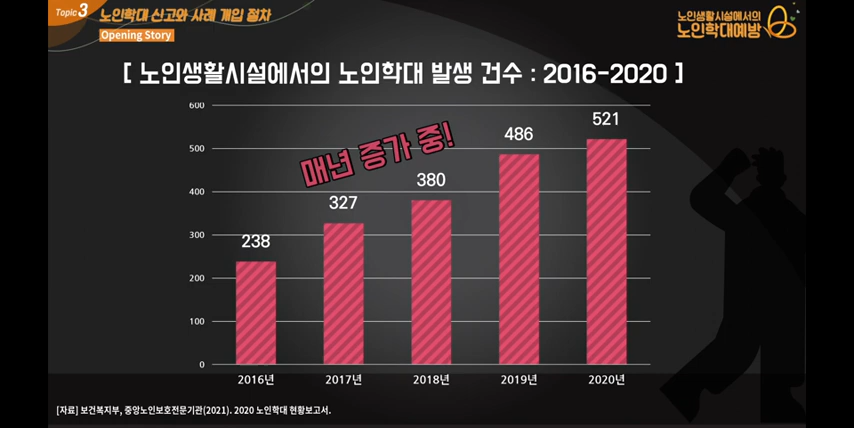 Topic 3 노인학대 신고와 사례 개입 절차
Opening Story
노인생활시설에서의
노인학대예방
[ 노인생활시설에서의 노인학대 발생 건수 : 2016-2020 ]
매년 증가 중!
600
500
400
300
200
100
0
238
327
380
486
521
2016년 2017년 2018년 2019년 2020년
[자료] 보건복지부, 중앙노인보호전문기관(2021). 2020 노인학대 현황보고서.